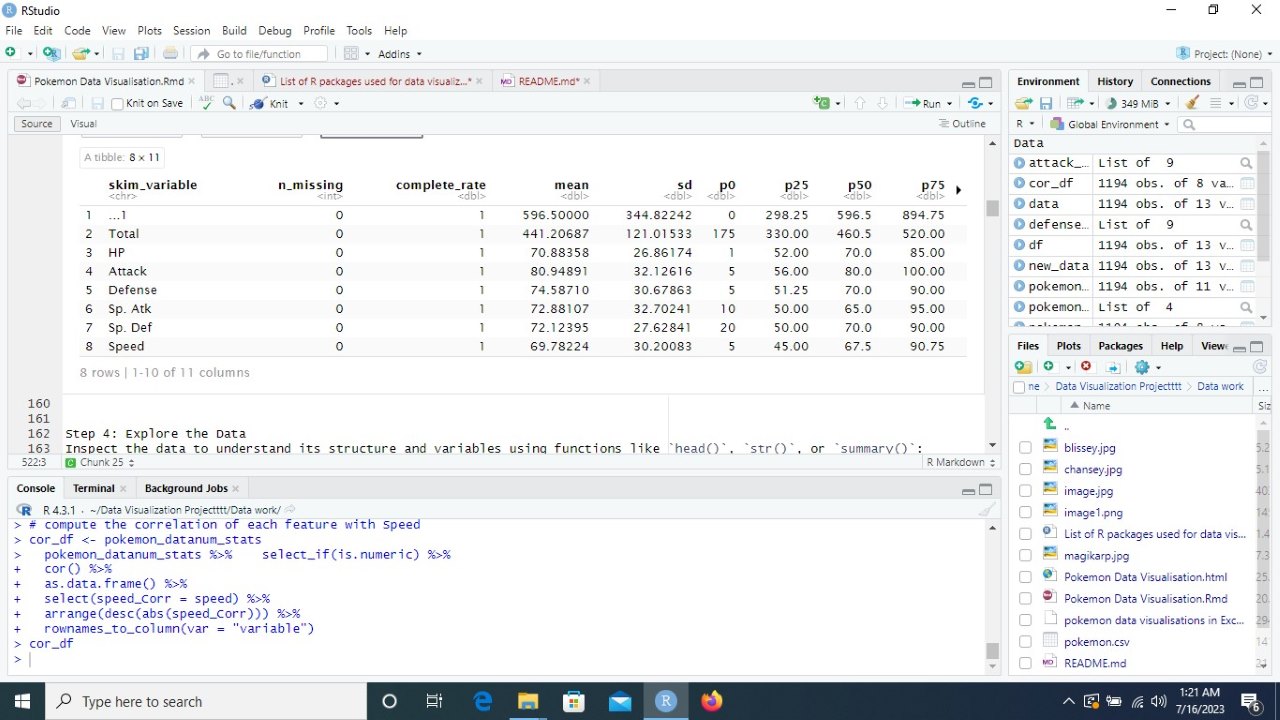 RStudio
File Edit Code View Plots Session Build Debug Profile Tools Help
Go to file/function Addins Project: (None)
Pokemon Data Visualisation.Rmd List of R packages used for data visualiz...* README.md*
Knit on Save ABC Knit Run
Source Visual Outline
A tibble: 8 × 11
skim_variable n_missing complete_rate mean sd p0 p25 p50 p75
<chr> <int> <dbl> <dbl> <dbl> <dbl> <dbl> <dbl> <dbl>
1 ...1 0 1 596.50000 344.82242 0 298.25 596.5 894.75
2 Total 0 1 441.20687 121.01533 175 330.00 460.5 520.00
3 HP 0 1 70.98358 26.86174 1 52.00 70.0 85.00
4 Attack 0 1 80.94891 32.12616 5 56.00 80.0 100.00
5 Defense 0 1 74.58710 30.67863 5 51.25 70.0 90.00
6 Sp. Atk 0 1 72.88107 32.70241 10 50.00 65.0 95.00
7 Sp. Def 0 1 72.12395 27.62841 20 50.00 70.0 90.00
8 Speed 0 1 69.78224 30.20083 5 45.00 67.5 90.75
8 rows | 1-10 of 11 columns
160
161
162 Step 4: Explore the Data
163 Inspect the data to understand its structure and variables using functions like `head()`, `str()`, or `summary()`:
522:3 Chunk 25 R Markdown
Console Terminal Background Jobs
R 4.3.1 · ~/Data Visualization Projectttt/Data work/
> # compute the correlation of each feature with Speed
> cor_df <- pokemon_datanum_stats
> pokemon_datanum_stats %>% select_if(is.numeric) %>%
+ cor() %>%
+ as.data.frame() %>%
+ select(speed_Corr = speed) %>%
+ arrange(desc(abs(speed_Corr))) %>%
+ rownames_to_column(var = "variable")
> cor_df
>
Environment History Connections
349 MiB
R Global Environment
Data
attack_... List of 9
cor_df 1194 obs. of 8 va...
data 1194 obs. of 13 v...
defense... List of 9
df 1194 obs. of 13 v...
new_data 1194 obs. of 13 v...
pokemon... 1194 obs. of 11 v...
pokemon... List of 4
Files Plots Packages Help View
ne > Data Visualization Projectttt > Data work ...
Name Siz
..
blissey.jpg 5.2
chansey.jpg 5.1
image.jpg 40.
image1.png
List of R packages used for data vis... 1.4
magikarp.jpg 7.3
Pokemon Data Visualisation.html 25.
Pokemon Data Visualisation.Rmd 20.
pokemon data visualisations in Exc... 29.
pokemon.csv
README.md
Type here to search
1:21 AM
7/16/2023
6